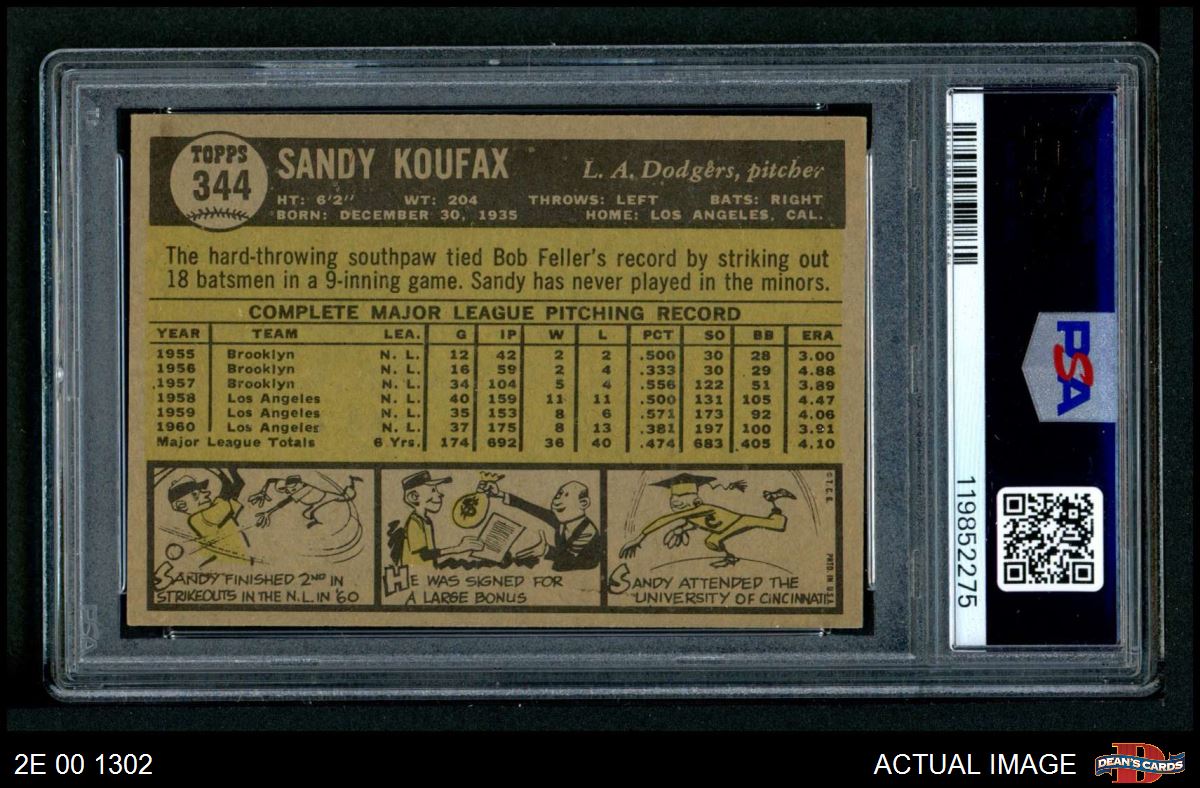 TOPPS
344
SANDY KOUFAX
L. A. Dodgers, pitcher
HT: 6'2" WT: 204 THROWS: LEFT BATS: RIGHT
BORN: DECEMBER 30, 1935 HOME: LOS ANGELES, CAL.
The hard-throwing southpaw tied Bob Feller's record by striking out
18 batsmen in a 9-inning game. Sandy has never played in the minors.
COMPLETE MAJOR LEAGUE PITCHING RECORD
YEAR TEAM LEA. G IP W L PCT SO BB ERA
1955 Brooklyn N. L. 12 42 2 2 .500 30 28 3.00
1956 Brooklyn N. L. 16 59 2 4 .333 30 29 4.88
1957 Brooklyn N. L. 34 104 5 4 .556 122 51 3.89
1958 Los Angeles N. L. 40 159 11 11 .500 131 105 4.47
1959 Los Angeles N. L. 35 153 8 6 .571 173 92 4.06
1960 Los Angeles N. L. 37 175 8 13 .381 197 100 3.91
Major League Totals 6 Yrs. 174 692 36 40 .474 683 405 4.10
SANDY FINISHED 2ND IN
STRIKEOUTS IN THE N.L. IN '60
$
HE WAS SIGNED FOR
A LARGE BONUS
C
SANDY ATTENDED THE
UNIVERSITY OF CINCINNATI
© T.C.G.
PRTD. IN U.S.A.
PSA
119852275
PSA
2E 00 1302
ACTUAL IMAGE
D
DEAN'S CARDS